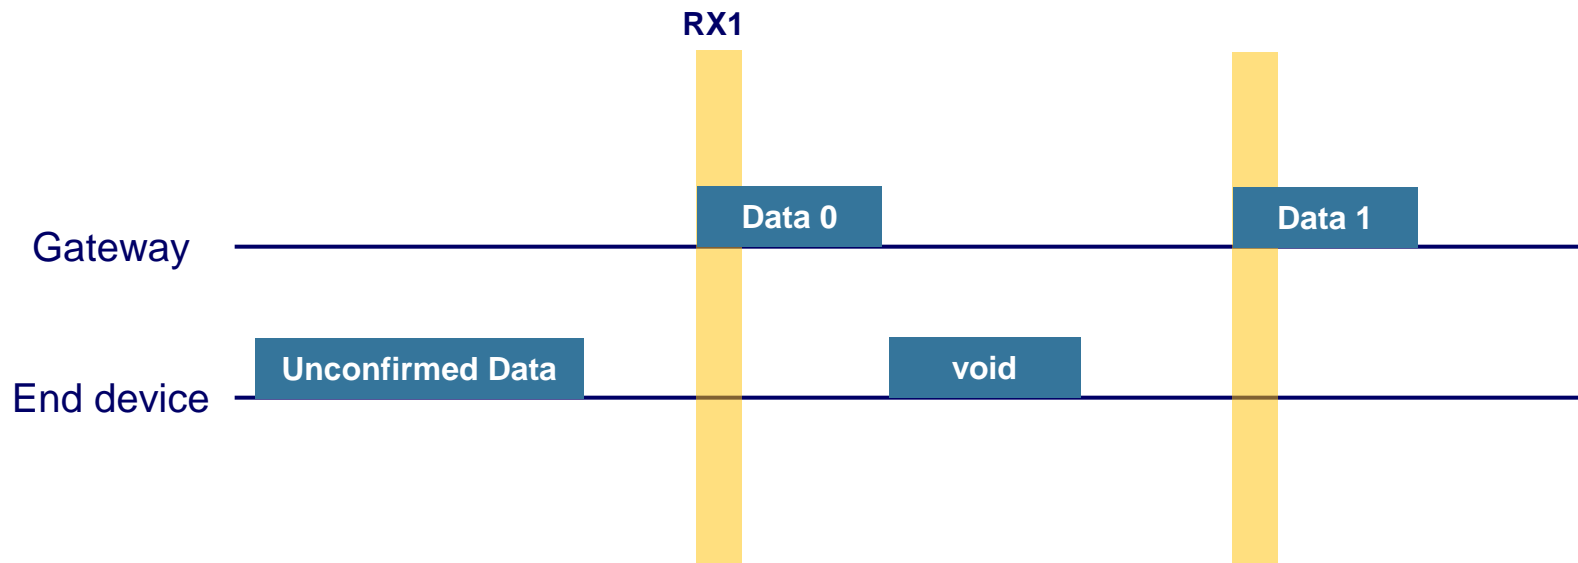 RX1
Data 0
Data 1
Gateway
Unconfirmed Data
void
End device